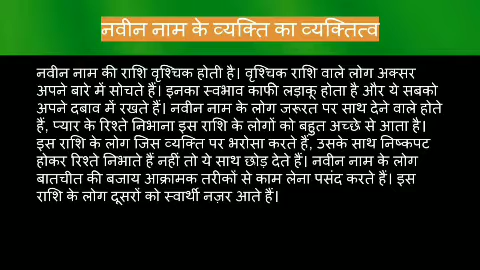 नवीन नाम के व्यक्ति का व्यक्तित्व
नवीन नाम की राशि वृश्चिक होती है। वृश्चिक राशि वाले लोग अक्सर
अपने बारे में सोचते हैं। इनका स्वभाव काफी लड़ाकू होता है और ये सबको
अपने दबाव में रखते हैं। नवीन नाम के लोग जरूरत पर साथ देने वाले होते
हैं, प्यार के रिश्ते निभाना इस राशि के लोगों को बहुत अच्छे से आता है।
इस राशि के लोग जिस व्यक्ति पर भरोसा करते हैं, उसके साथ निष्कपट
होकर रिश्ते निभाते हैं नहीं तो ये साथ छोड़ देते हैं। नवीन नाम के लोग
बातचीत की बजाय आक्रामक तरीकों से काम लेना पसंद करते हैं। इस
राशि के लोग दूसरों को स्वार्थी नज़र आते हैं।